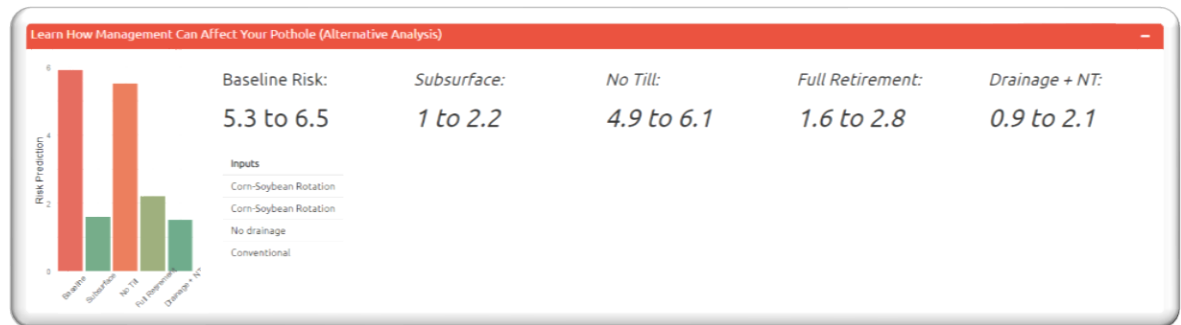 Learn How Management Can Affect Your Pothole (Alternative Analysis)
–
Baseline Risk:
5.3 to 6.5
Subsurface:
1 to 2.2
No Till:
4.9 to 6.1
Full Retirement:
1.6 to 2.8
Drainage + NT:
0.9 to 2.1
Inputs
Corn-Soybean Rotation
Corn-Soybean Rotation
No drainage
Conventional
Risk Prediction
6
4
2
0
Baseline
Subsurface
No Till
Full Retirement
Drainage + NT